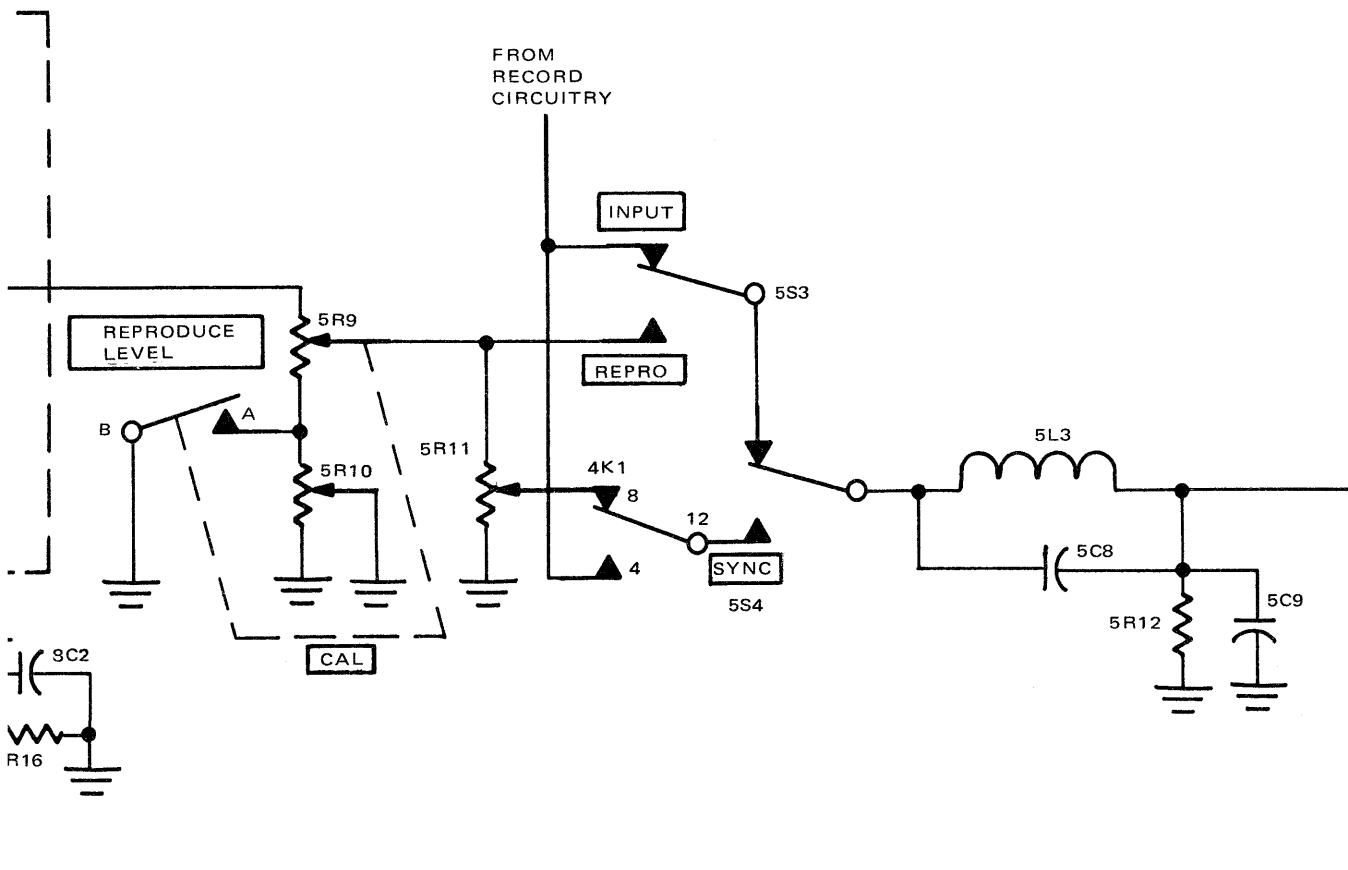 FROM
RECORD
CIRCUITRY
INPUT
5S3
5R9
REPRODUCE
LEVEL
REPRO
A
B
5R11
5R10
4K1
8
5L3
12
4
SYNC
5S4
5C8
5C9
5R12
CAL
SC2
R16